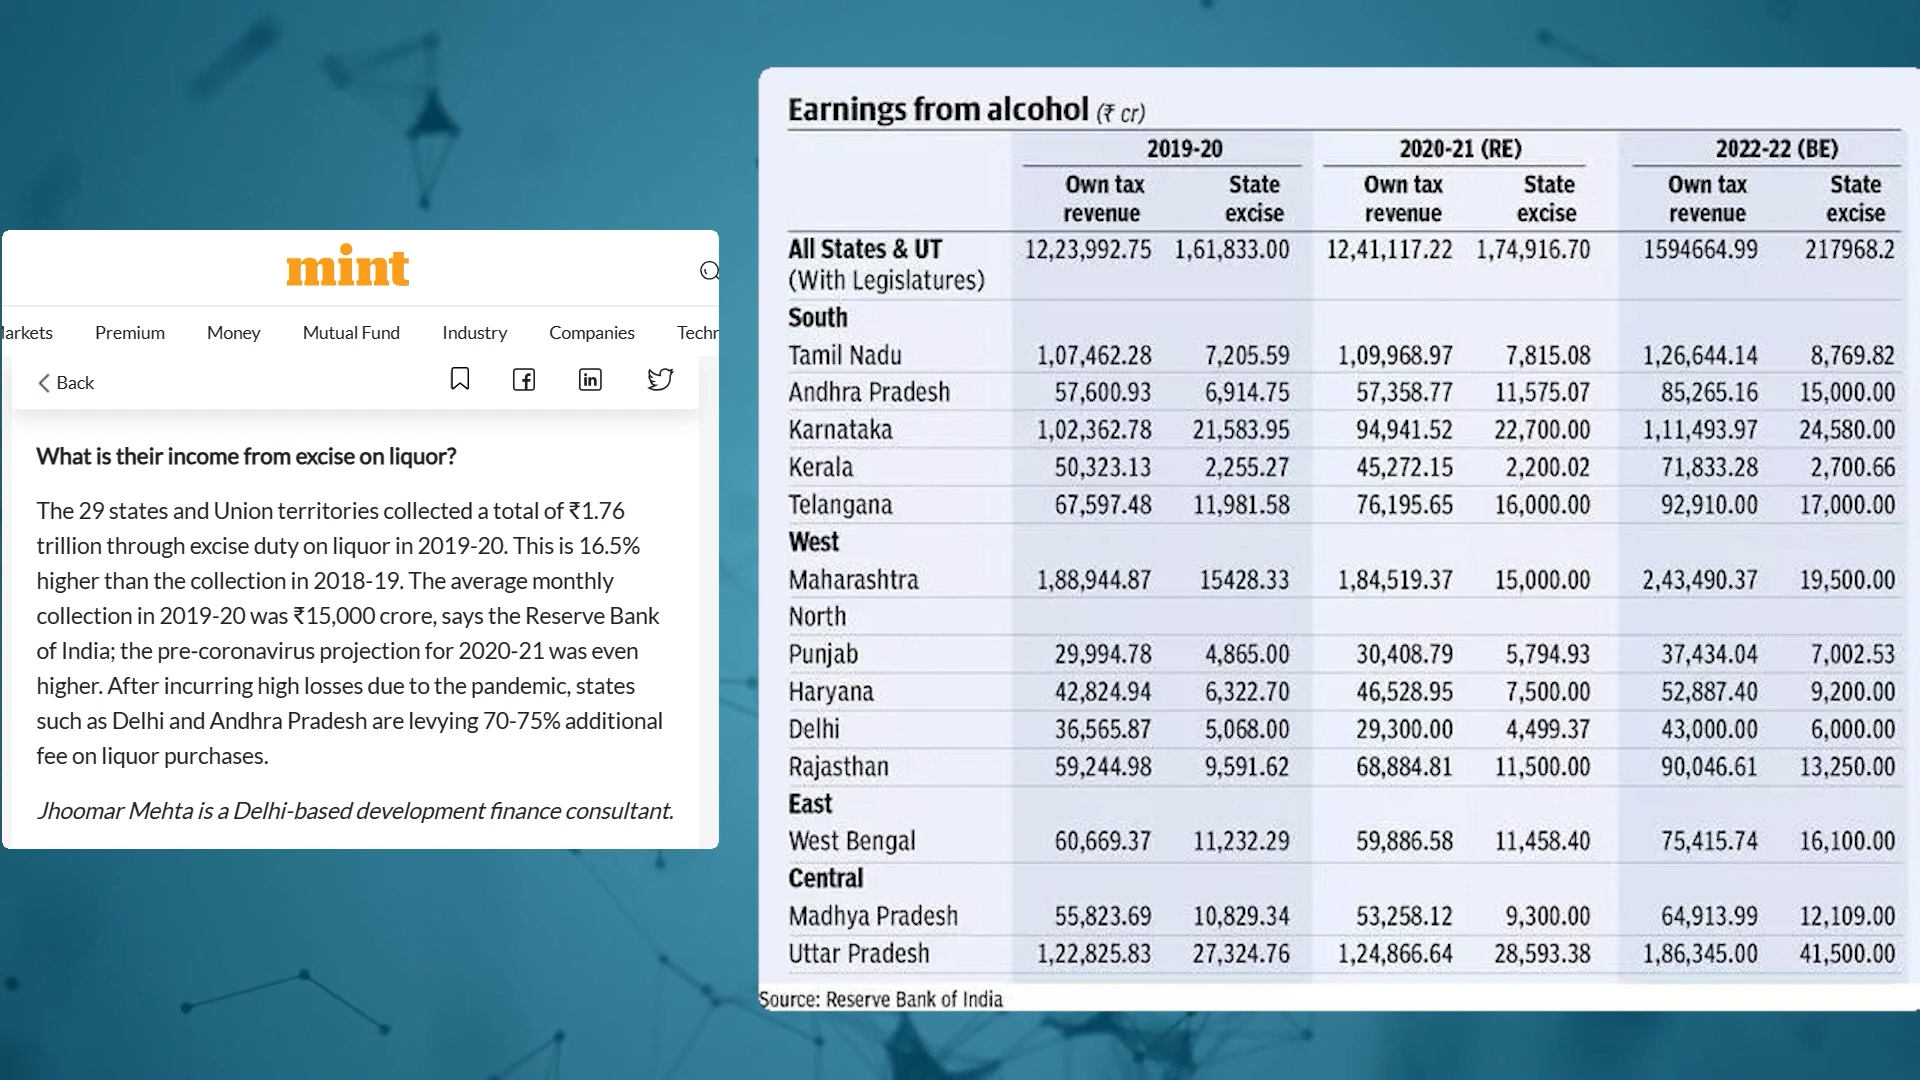 mint
Premium Money Mutual Fund Industry Companies
Back
What is their income from excise on liquor?
The 29 states and Union territories collected a total of ₹1.76
trillion through excise duty on liquor in 2019-20. This is 16.5%
higher than the collection in 2018-19. The average monthly
collection in 2019-20 was ₹15,000 crore, says the Reserve Bank
of India; the pre-coronavirus projection for 2020-21 was even
higher. After incurring high losses due to the pandemic, states
such as Delhi and Andhra Pradesh are levying 70-75% additional
fee on liquor purchases.
Jhoomar Mehta is a Delhi-based development finance consultant.
Earnings from alcohol (₹ cr)
2019-20 2020-21 (RE) 2022-22 (BE)
Own tax State Own tax State Own tax State
revenue excise revenue excise revenue excise
All States & UT 12,23,992.75 1,61,833.00 12,41,117.22 1,74,916.70 1594664.99 217968.2
(With Legislatures)
South
Tamil Nadu 1,07,462.28 7,205.59 1,09,968.97 7,815.08 1,26,644.14 8,769.82
Andhra Pradesh 57,600.93 6,914.75 57,358.77 11,575.07 85,265.16 15,000.00
Karnataka 1,02,362.78 21,583.95 94,941.52 22,700.00 1,11,493.97 24,580.00
Kerala 50,323.13 2,255.27 45,272.15 2,200.02 71,833.28 2,700.66
Telangana 67,597.48 11,981.58 76,195.65 16,000.00 92,910.00 17,000.00
West
Maharashtra 1,88,944.87 15428.33 1,84,519.37 15,000.00 2,43,490.37 19,500.00
North
Punjab 29,994.78 4,865.00 30,408.79 5,794.93 37,434.04 7,002.53
Haryana 42,824.94 6,322.70 46,528.95 7,500.00 52,887.40 9,200.00
Delhi 36,565.87 5,068.00 29,300.00 4,499.37 43,000.00 6,000.00
Rajasthan 59,244.98 9,591.62 68,884.81 11,500.00 90,046.61 13,250.00
East
West Bengal 60,669.37 11,232.29 59,886.58 11,458.40 75,415.74 16,100.00
Central
Madhya Pradesh 55,823.69 10,829.34 53,258.12 9,300.00 64,913.99 12,109.00
Uttar Pradesh 1,22,825.83 27,324.76 1,24,866.64 28,593.38 1,86,345.00 41,500.00
Source: Reserve Bank of India